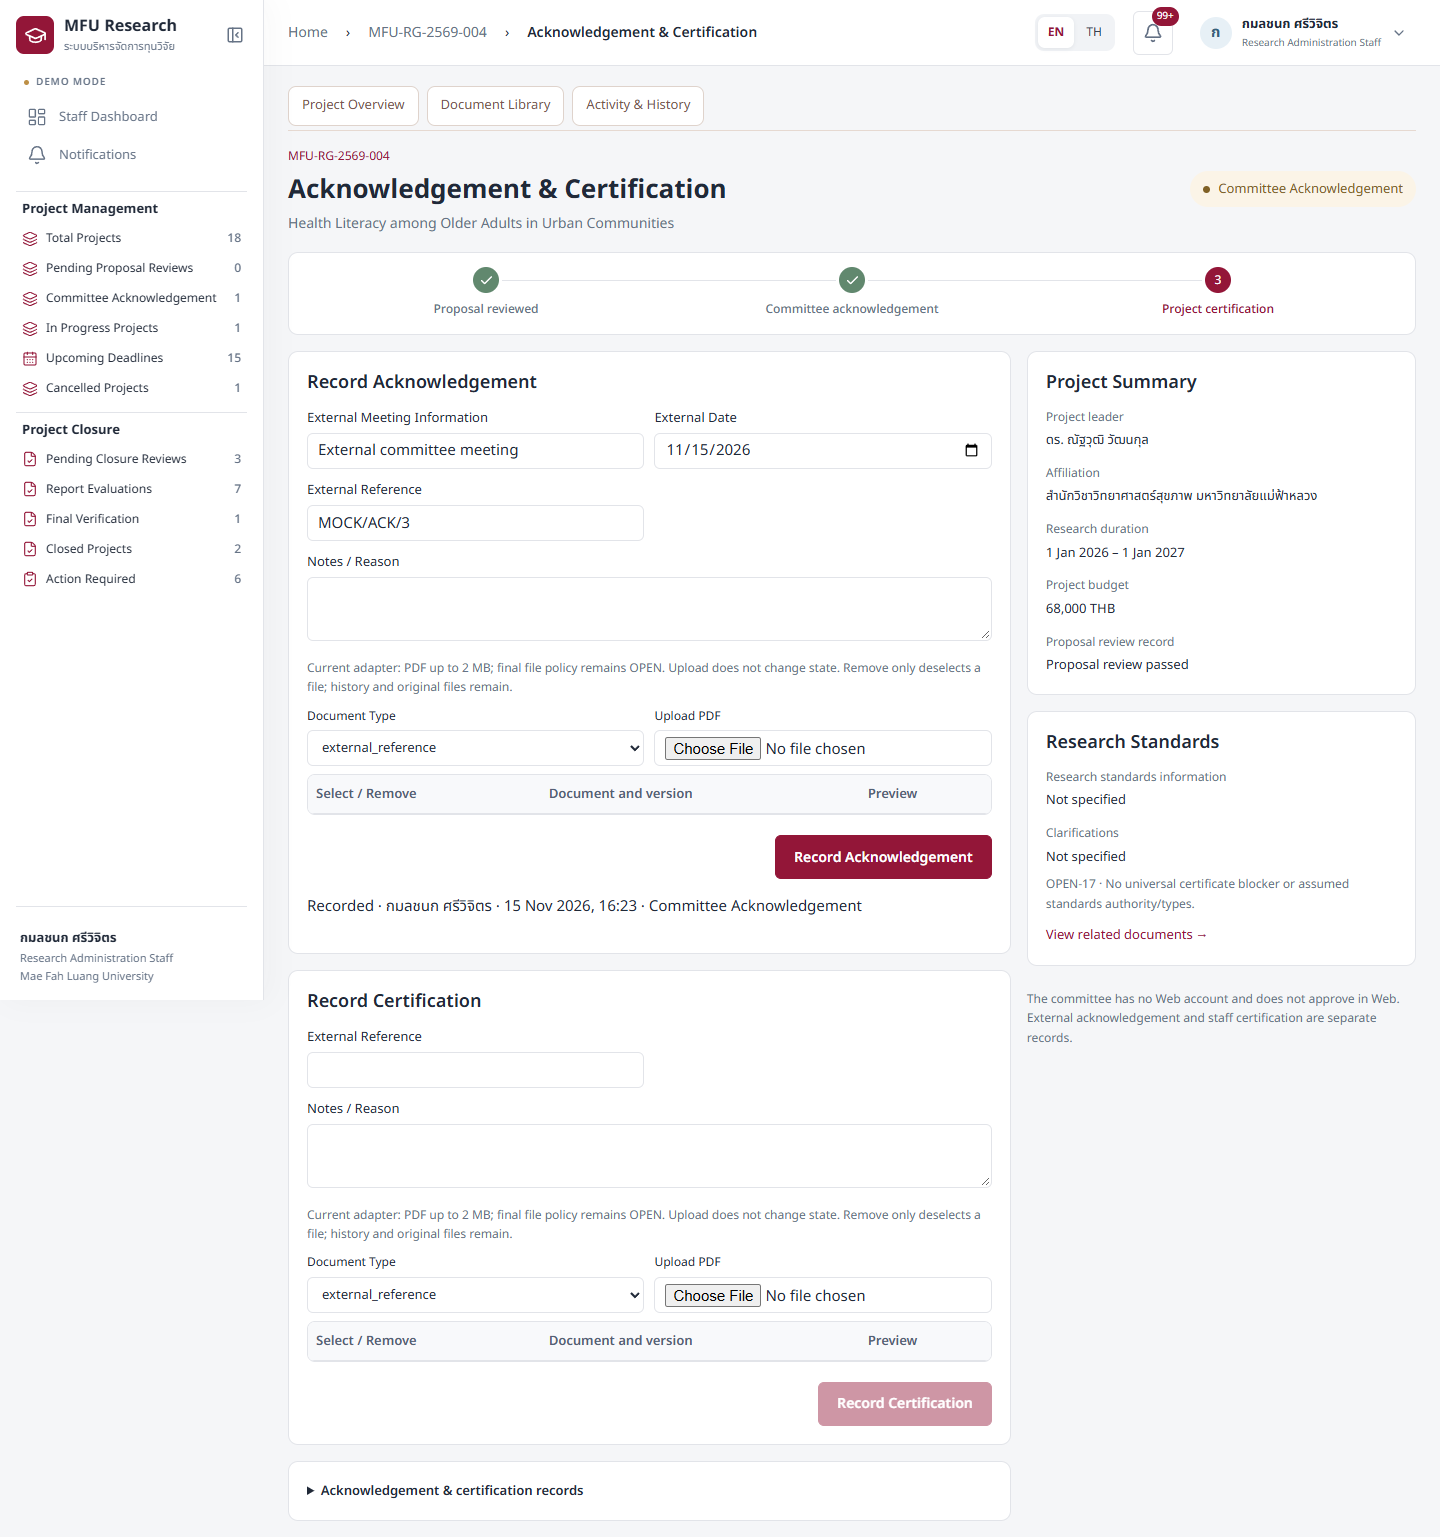 MFU Research
ระบบบริหารจัดการทุนวิจัย
DEMO MODE
Staff Dashboard
Notifications
Project Management
Total Projects 18
Pending Proposal Reviews 0
Committee Acknowledgement 1
In Progress Projects 1
Upcoming Deadlines 15
Cancelled Projects 1
Project Closure
Pending Closure Reviews 3
Report Evaluations 7
Final Verification 1
Closed Projects 2
Action Required 6
กมลชนก ศรีวิจิตร
Research Administration Staff
Mae Fah Luang University
Home › MFU-RG-2569-004 › Acknowledgement & Certification
EN TH
99+
ก
กมลชนก ศรีวิจิตร
Research Administration Staff
Project Overview
Document Library
Activity & History
MFU-RG-2569-004
Acknowledgement & Certification
Health Literacy among Older Adults in Urban Communities
Committee Acknowledgement
Proposal reviewed
Committee acknowledgement
3
Project certification
Record Acknowledgement
External Meeting Information
External committee meeting
External Date
11/15/2026
External Reference
MOCK/ACK/3
Notes / Reason
Current adapter: PDF up to 2 MB; final file policy remains OPEN. Upload does not change state. Remove only deselects a
file; history and original files remain.
Document Type
external_reference
Upload PDF
Choose File No file chosen
Select / Remove Document and version Preview
Record Acknowledgement
Recorded · กมลชนก ศรีวิจิตร · 15 Nov 2026, 16:23 · Committee Acknowledgement
Record Certification
External Reference
Notes / Reason
Current adapter: PDF up to 2 MB; final file policy remains OPEN. Upload does not change state. Remove only deselects a
file; history and original files remain.
Document Type
external_reference
Upload PDF
Choose File No file chosen
Select / Remove Document and version Preview
Record Certification
Acknowledgement & certification records
Project Summary
Project leader
ดร. ณัฐวุฒิ วัฒนกุล
Affiliation
สำนักวิชาวิทยาศาสตร์สุขภาพ มหาวิทยาลัยแม่ฟ้าหลวง
Research duration
1 Jan 2026 – 1 Jan 2027
Project budget
68,000 THB
Proposal review record
Proposal review passed
Research Standards
Research standards information
Not specified
Clarifications
Not specified
OPEN-17 · No universal certificate blocker or assumed
standards authority/types.
View related documents →
The committee has no Web account and does not approve in Web.
External acknowledgement and staff certification are separate
records.